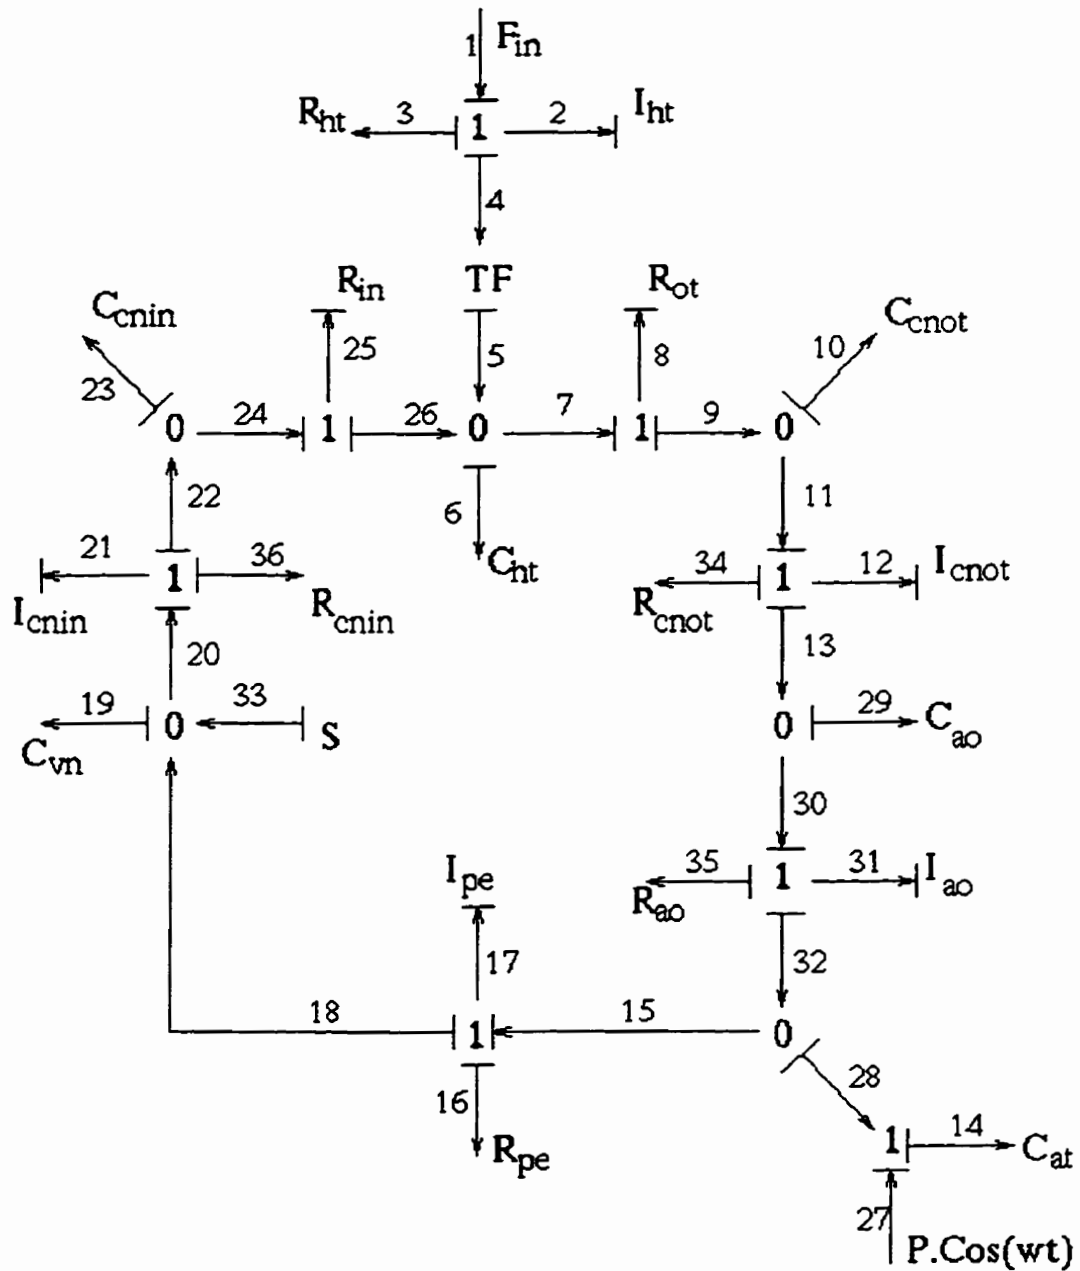 1 F_in
R_ht 3 1 2 I_ht
4
TF
C_cnin R_in R_ot C_cnot
23 25 5 8 10
0 24 1 26 0 7 1 9 0
22 6 C_ht 11
I_cnin 21 1 36 R_cnin R_cnot 34 1 12 I_cnot
20 13
C_vn 19 0 33 S 0 29 C_ao
30
I_pe R_ao 35 1 31 I_ao
17 32
18 1 15 0
16 28
R_pe 1 14 C_at
27 P.Cos(wt)